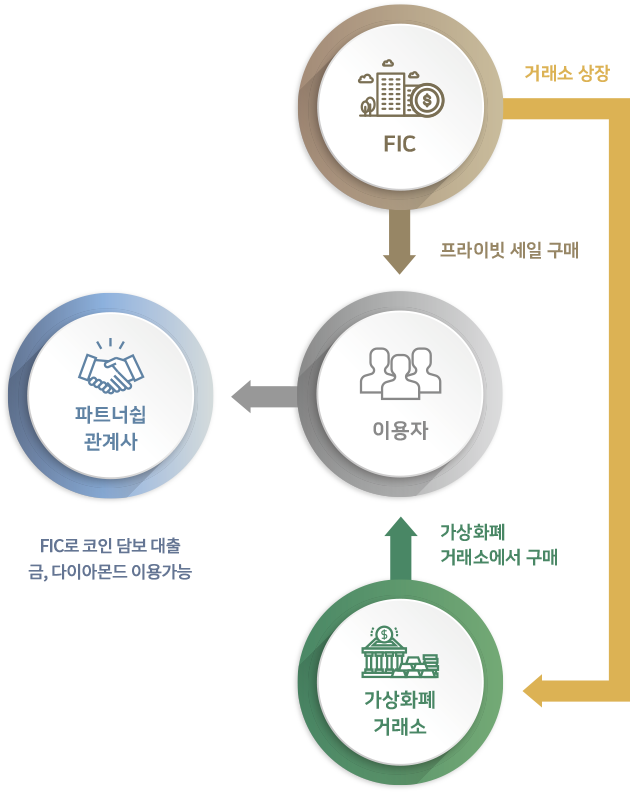 거래소 상장
FIC
프라이빗 세일 구매
이용자
파트너쉽
관계사
FIC로 코인 담보 대출
금, 다이아몬드 이용가능
가상화폐
거래소에서 구매
가상화폐
거래소